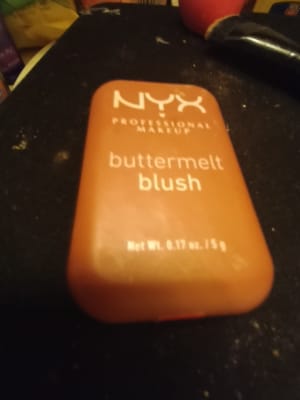 NYX
PROFESSIONAL
MAKEUP
buttermelt
blush
Net Wt. 0.17 oz. / 5 g